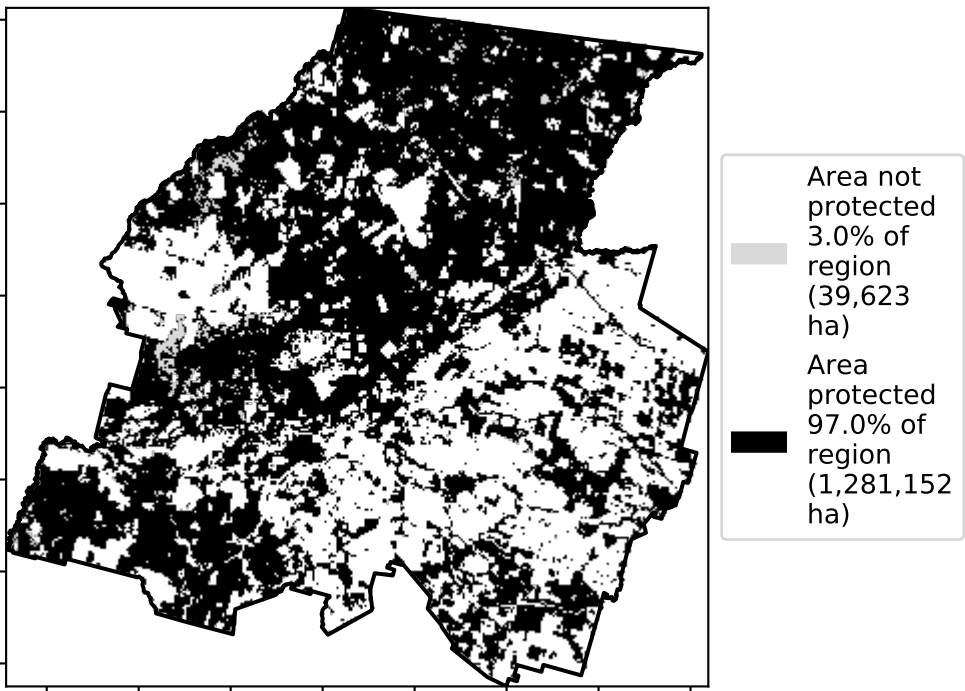 Area not
protected
3.0% of
region
(39,623
ha)
Area
protected
97.0% of
region
(1,281,152
ha)